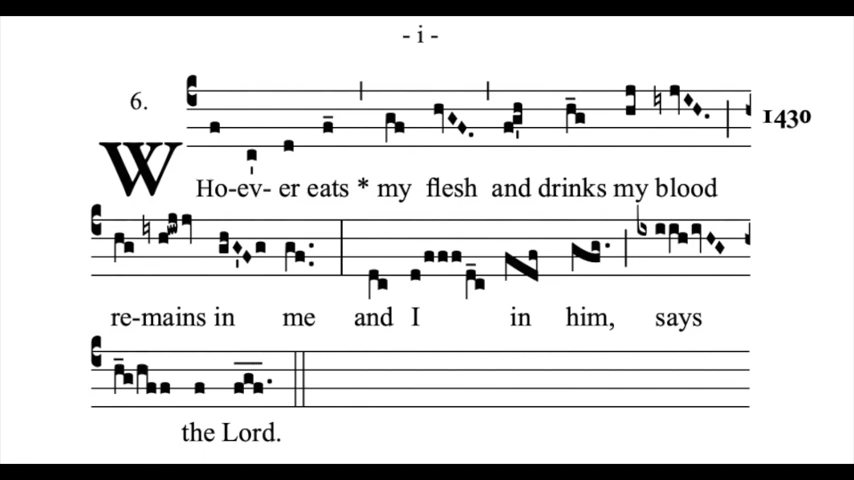 - i -
6.
1430
WHo-ev- er eats * my flesh and drinks my blood
re-mains in me and I in him, says
the Lord.